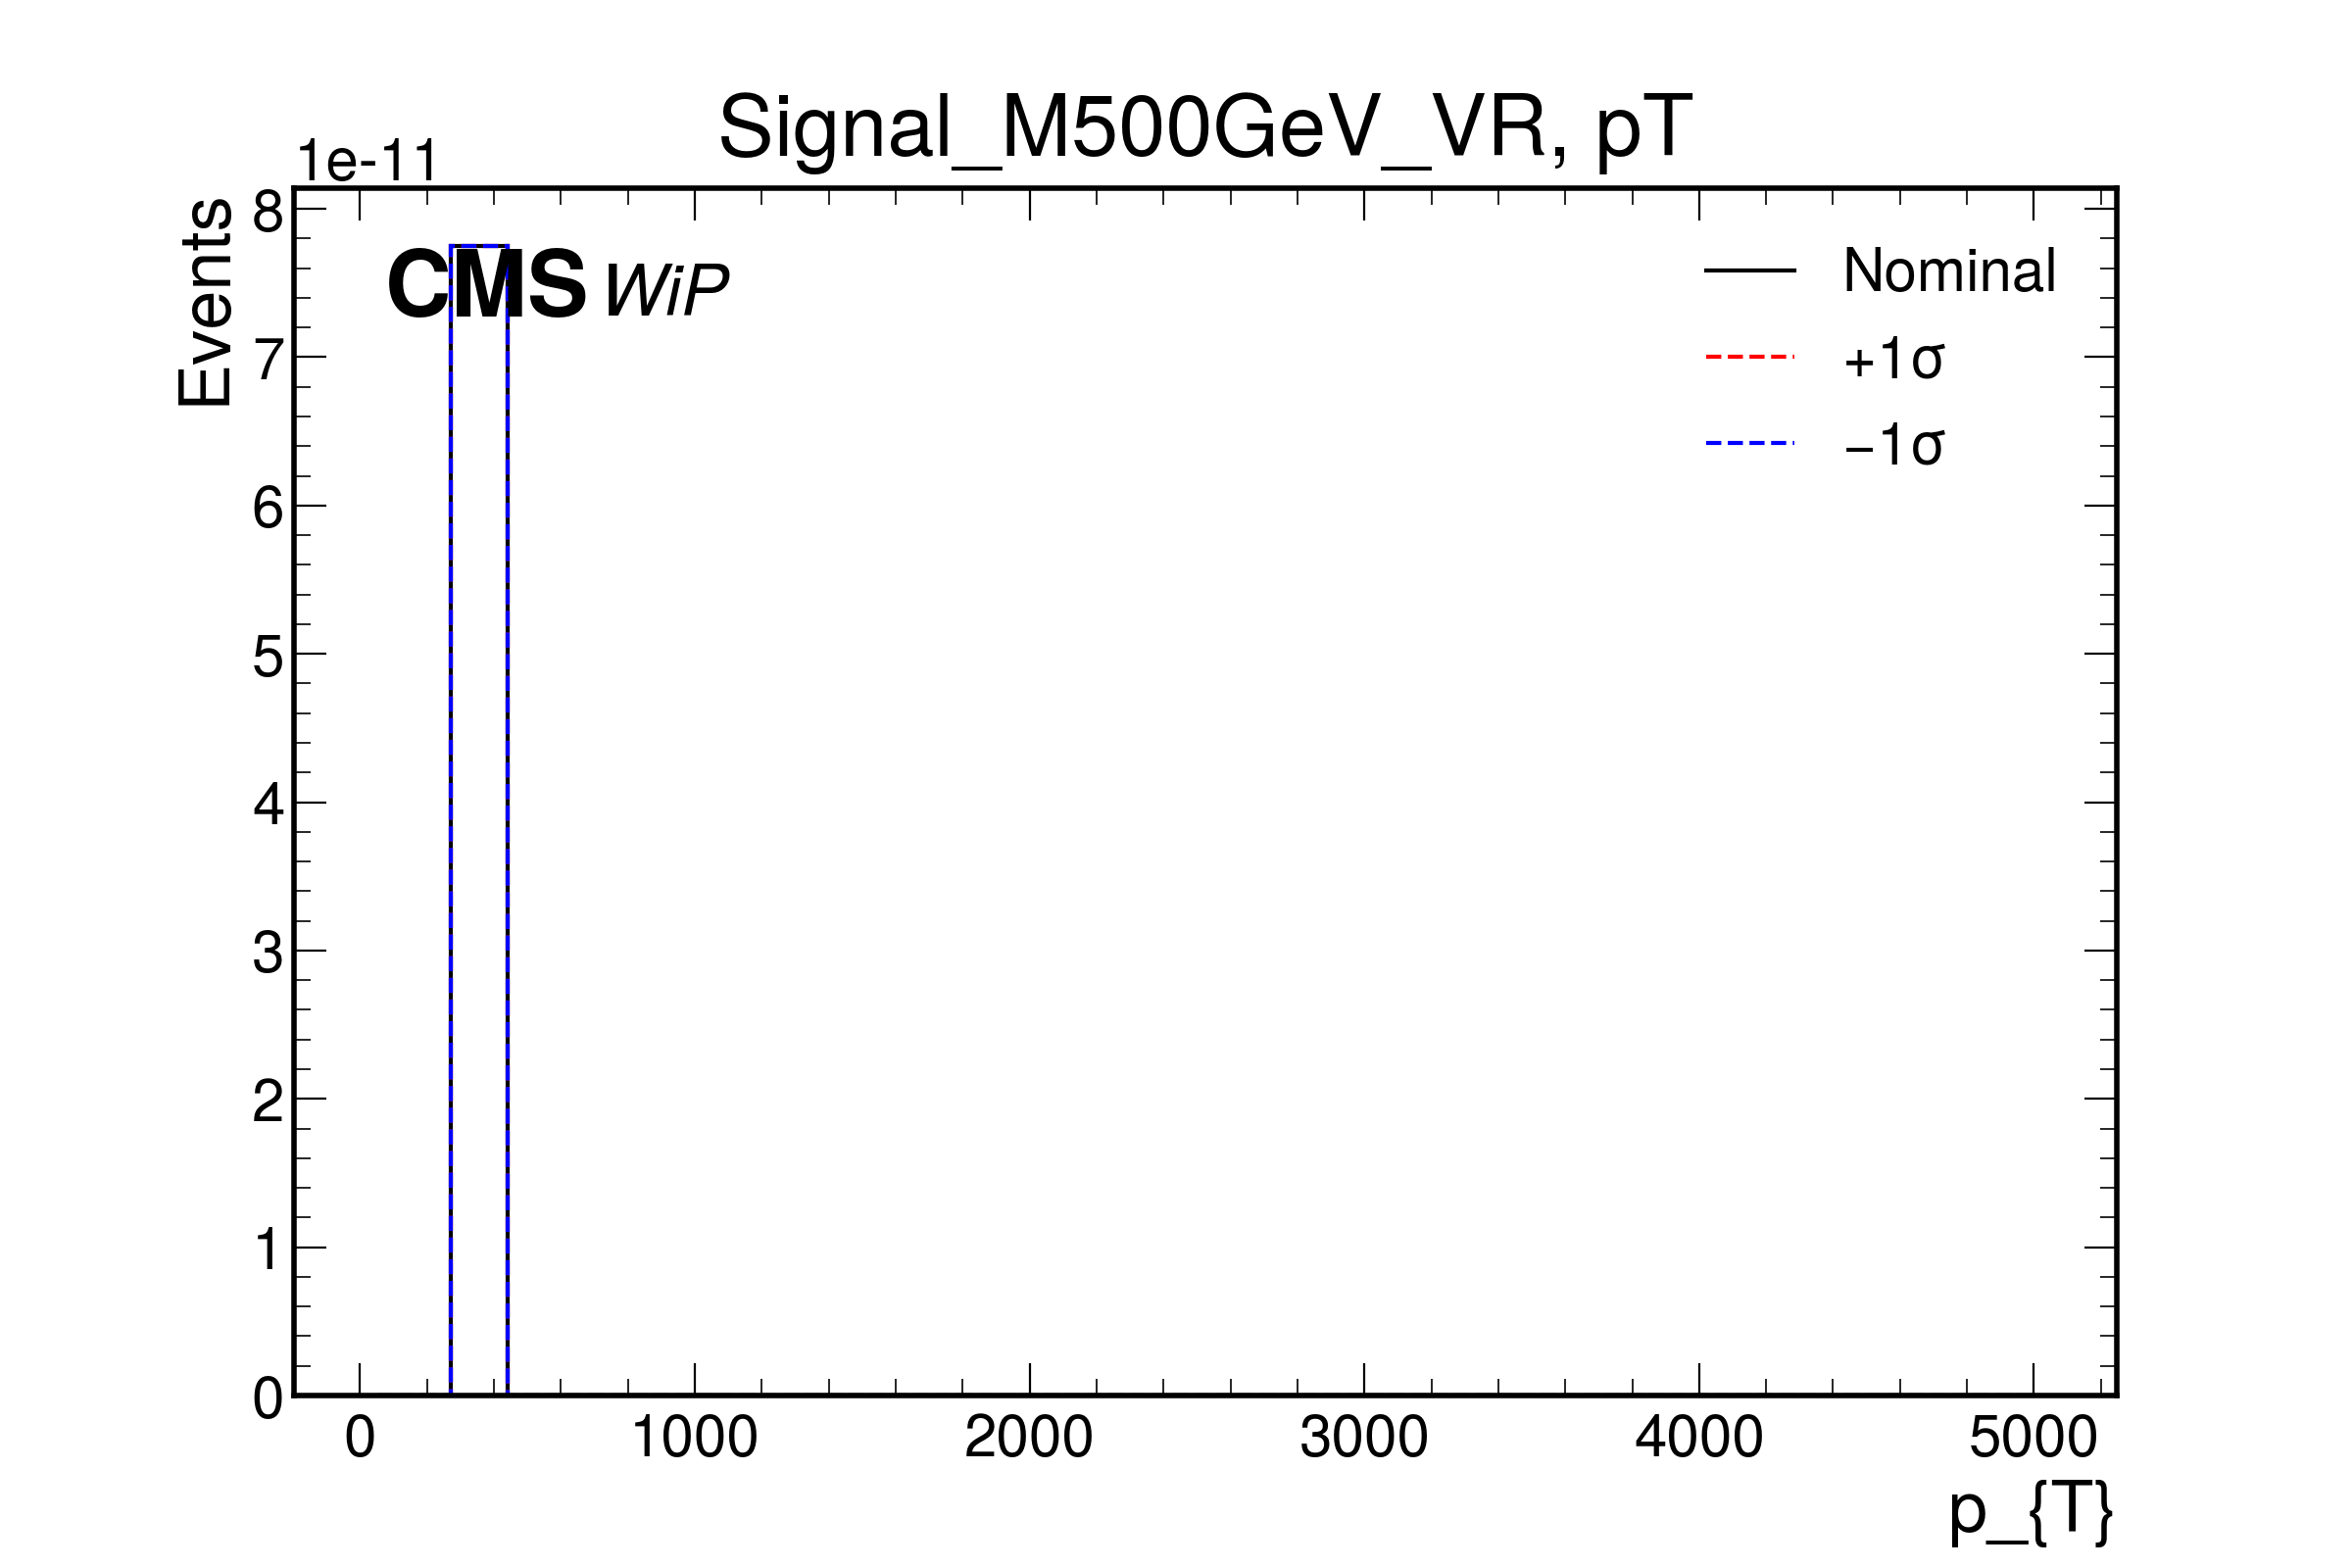 Signal_M500GeV_VR, pT
1e-11
Events
CMS WiP
Nominal
+1σ
−1σ
8
7
6
5
4
3
2
1
0
0 1000 2000 3000 4000 5000
p_{T}